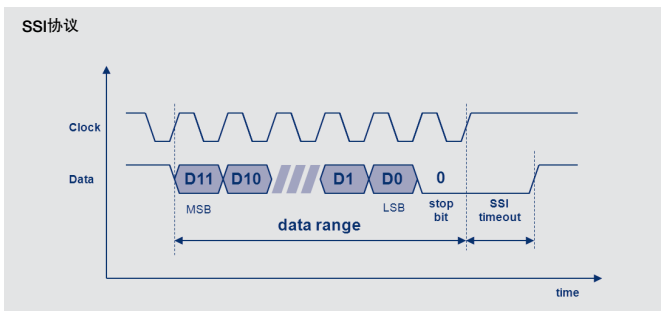 SSI协议
Clock
Data
D11 D10 D1 D0 0
MSB
LSB
stop
bit
SSI
timeout
data range
time